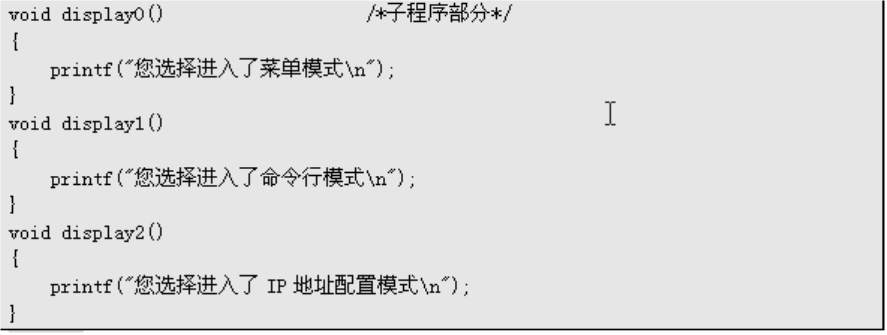 void display0()                    /*子程序部分*/
{
    printf("您选择进入了菜单模式\n");
}
void display1()
{
    printf("您选择进入了命令行模式\n");
}
void display2()
{
    printf("您选择进入了 IP 地址配置模式\n");
}